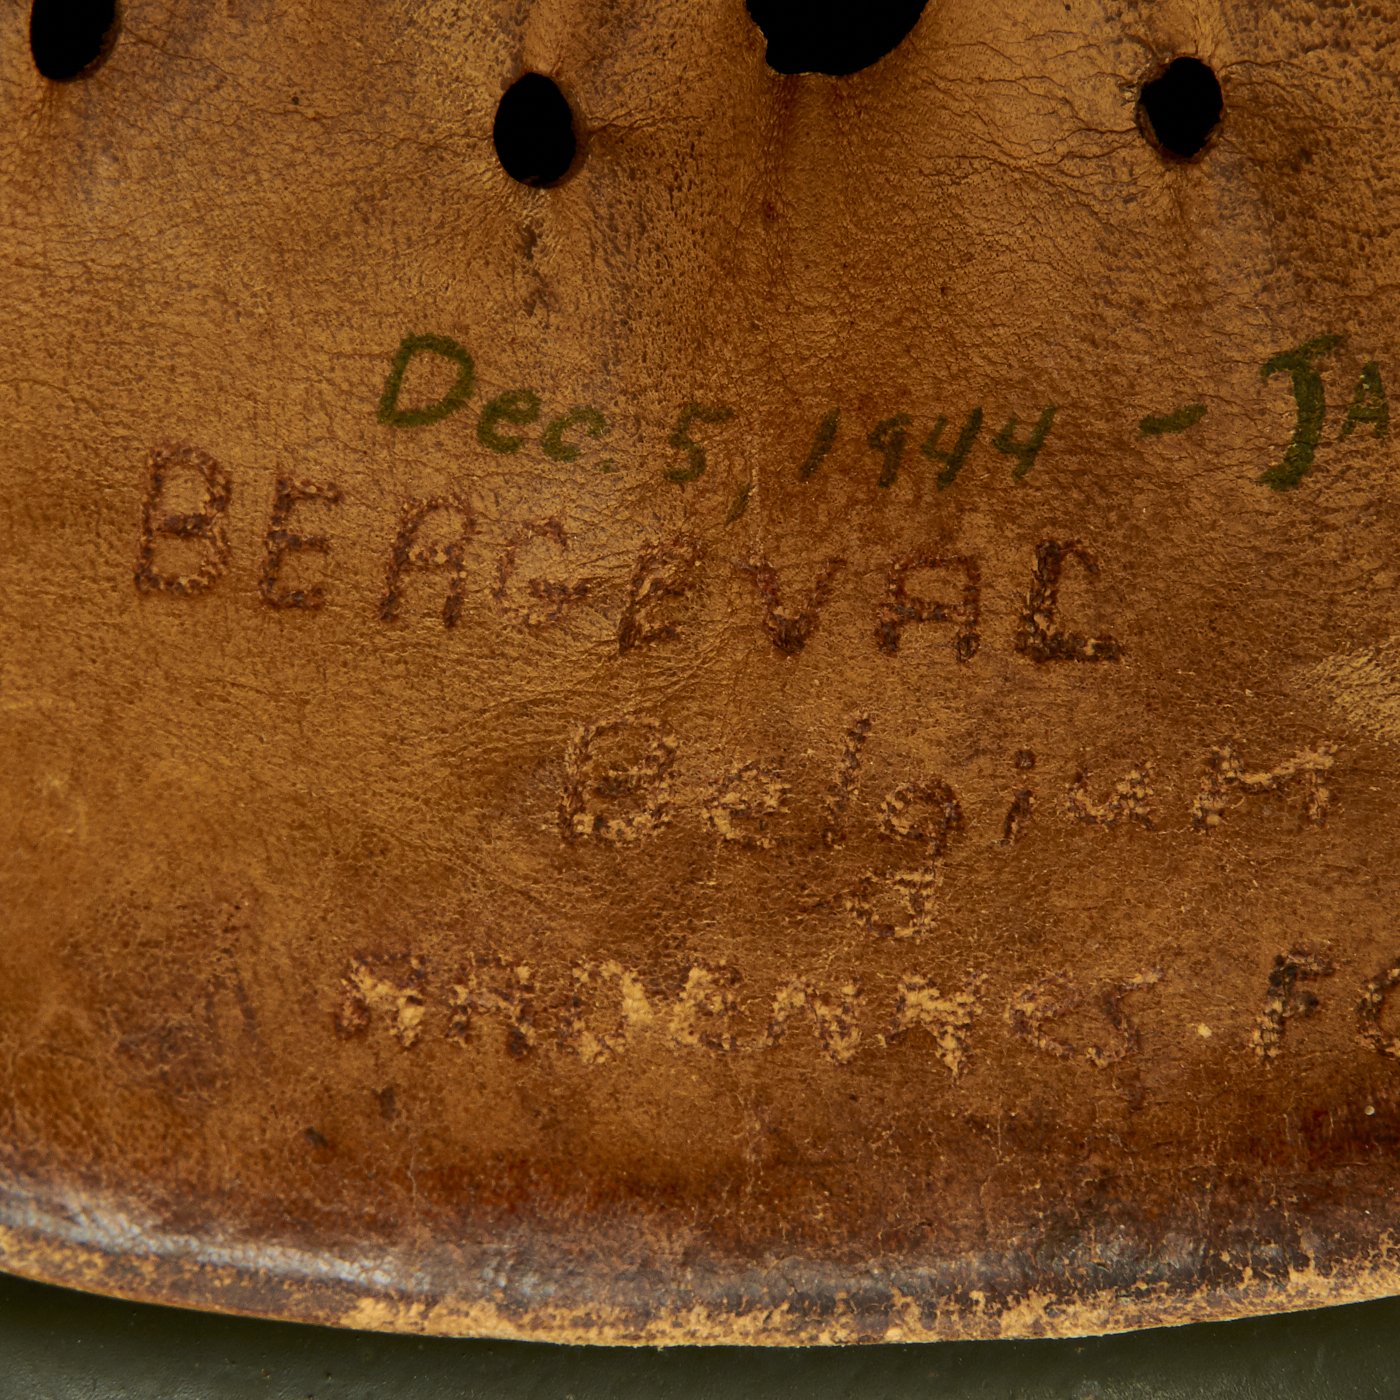 Dec. 5, 1944 - JA
BERGEVAL
Belgium
ARDENNES FO